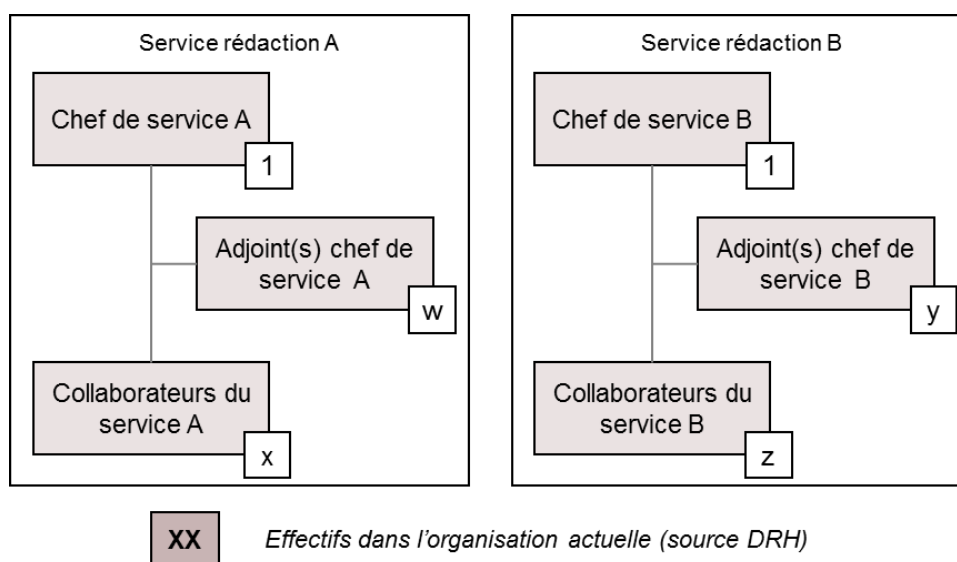 Service rédaction A
Chef de service A
1
Adjoint(s) chef de
service A
w
Collaborateurs du
service A
x
Service rédaction B
Chef de service B
1
Adjoint(s) chef de
service B
y
Collaborateurs du
service B
z
XX
Effectifs dans l'organisation actuelle (source DRH)